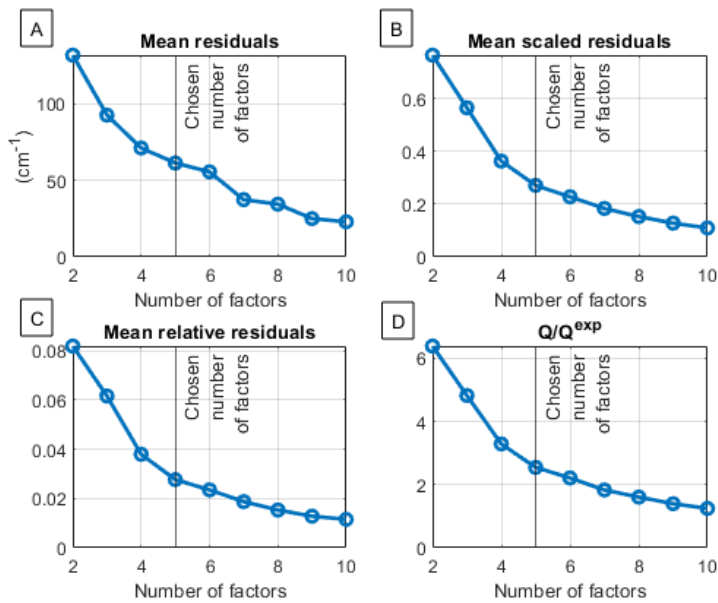 A
Mean residuals
(cm-1)
100
50
0
Chosen
number
of factors
2 4 6 8 10
Number of factors
B
Mean scaled residuals
0.6
0.4
0.2
0
Chosen
number
of factors
2 4 6 8 10
Number of factors
C
Mean relative residuals
0.08
0.06
0.04
0.02
0
Chosen
number
of factors
2 4 6 8 10
Number of factors
D
Q/Qexp
6
4
2
0
Chosen
number
of factors
2 4 6 8 10
Number of factors